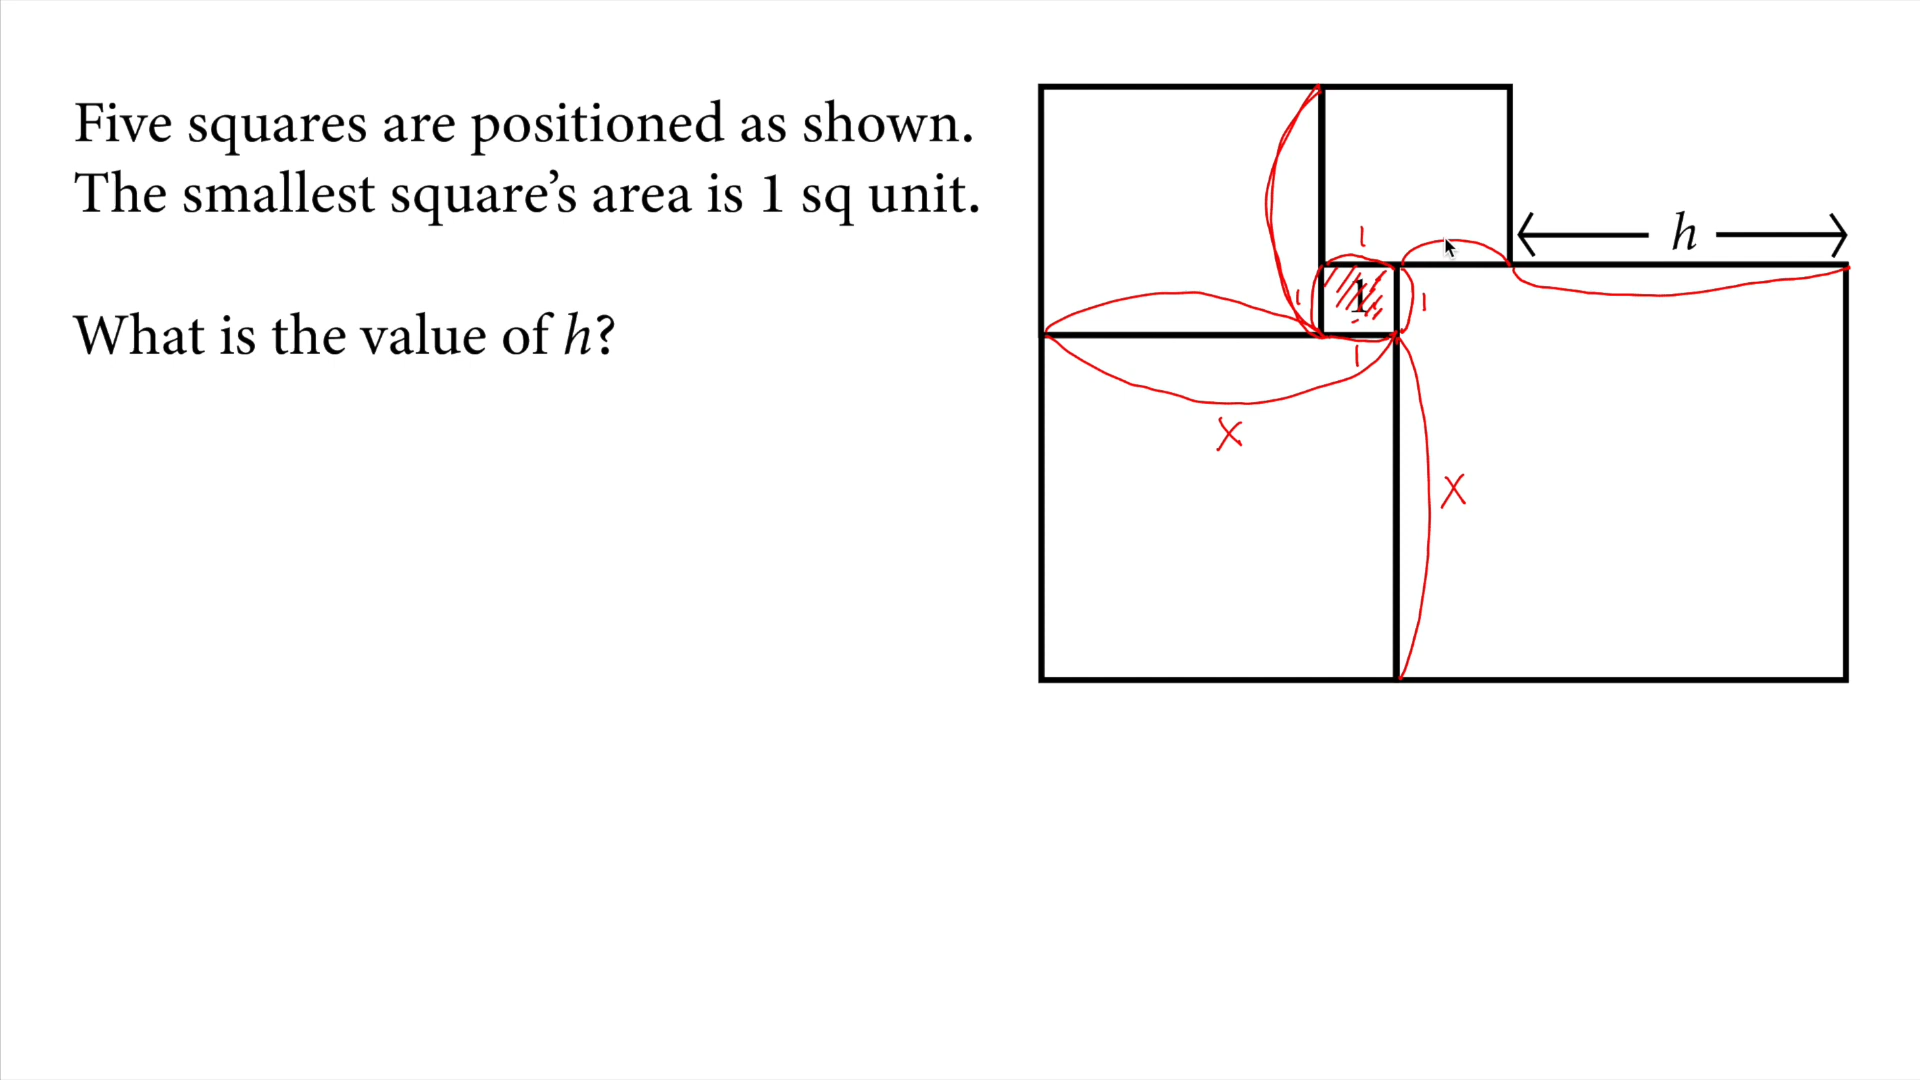 Five squares are positioned as shown.
The smallest square's area is 1 sq unit.
What is the value of h?
h
1
1
1
1
1
X
X